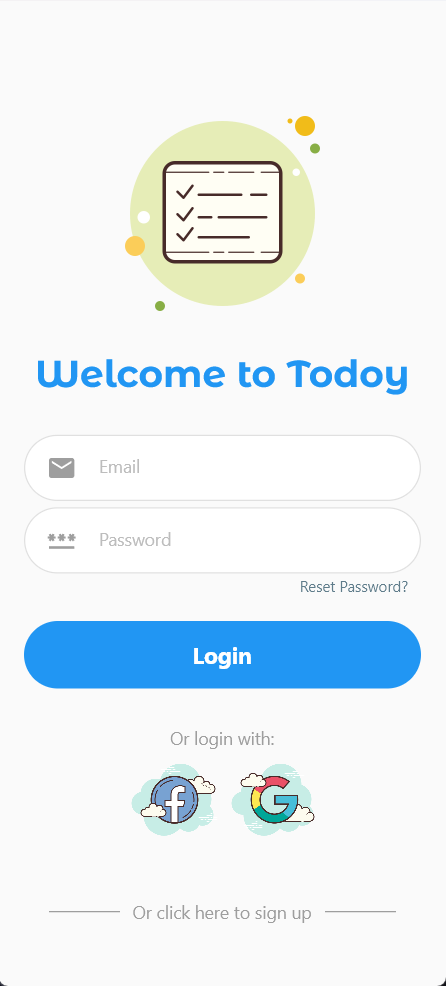 Welcome to Todoy
Email
Password
Reset Password?
Login
Or login with:
Or click here to sign up